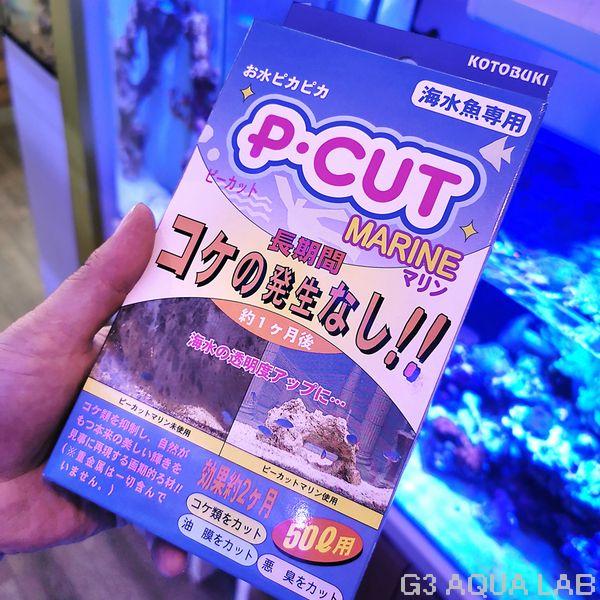 KOTOBUKI
お水ピカピカ
海水魚専用
P・CUT
ピーカット
MARINE
マリン
長期間
コケの発生なし!!
約1ヶ月後
海水の透明度アップに…
ピーカットマリン未使用
ピーカットマリン使用
コケ類を抑制し、自然が
もつ本来の美しい輝きを
見事に再現する画期的ろ材!!
(※重金属は一切含んで
いません。)
効果約2ヶ月
コケ類をカット
50ℓ用
油 膜をカット
悪 臭をカット
G3 AQUA LAB